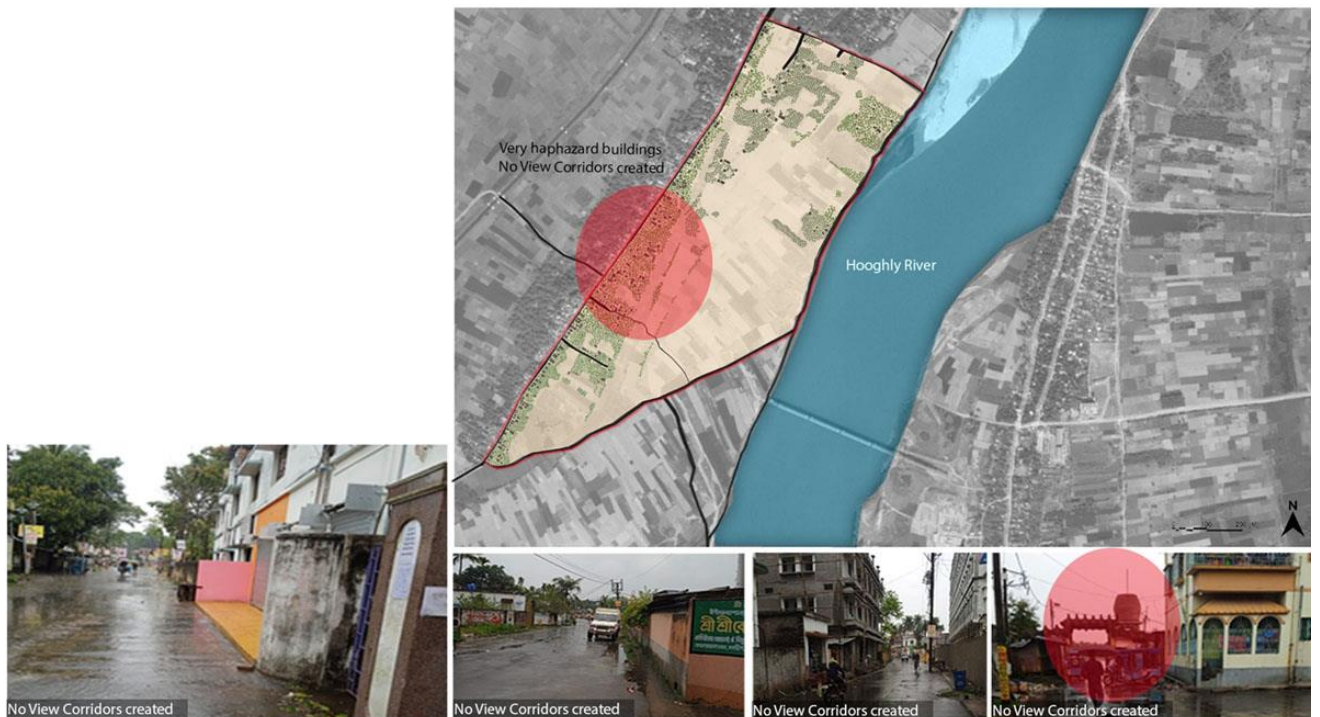 Very haphazard buildings
No View Corridors created
Hooghly River
N
No View Corridors created
No View Corridors created
No View Corridors created
No View Corridors created
শ্রী শ্রী